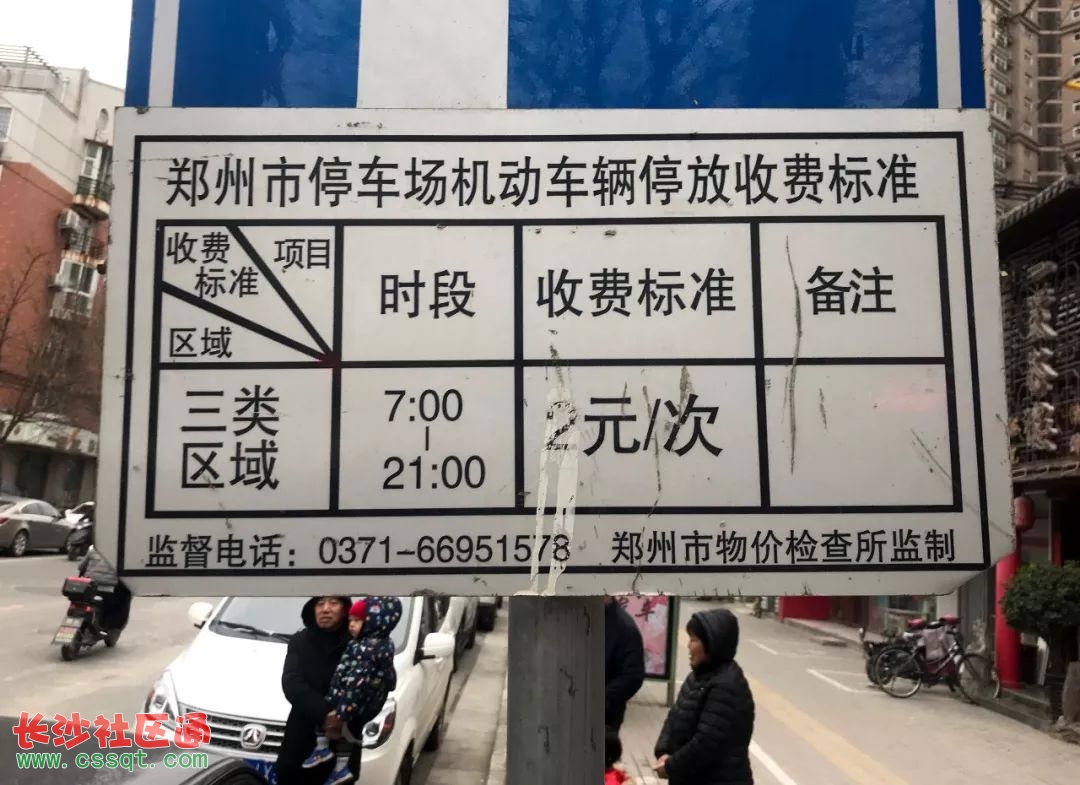 郑州市停车场机动车辆停放收费标准
收费标准 项目 区域
时段 收费标准 备注
三类区域 7:00-21:00 2元/次
监督电话：0371-66951578 郑州市物价检查所监制
长沙社区通
www.cssqt.com